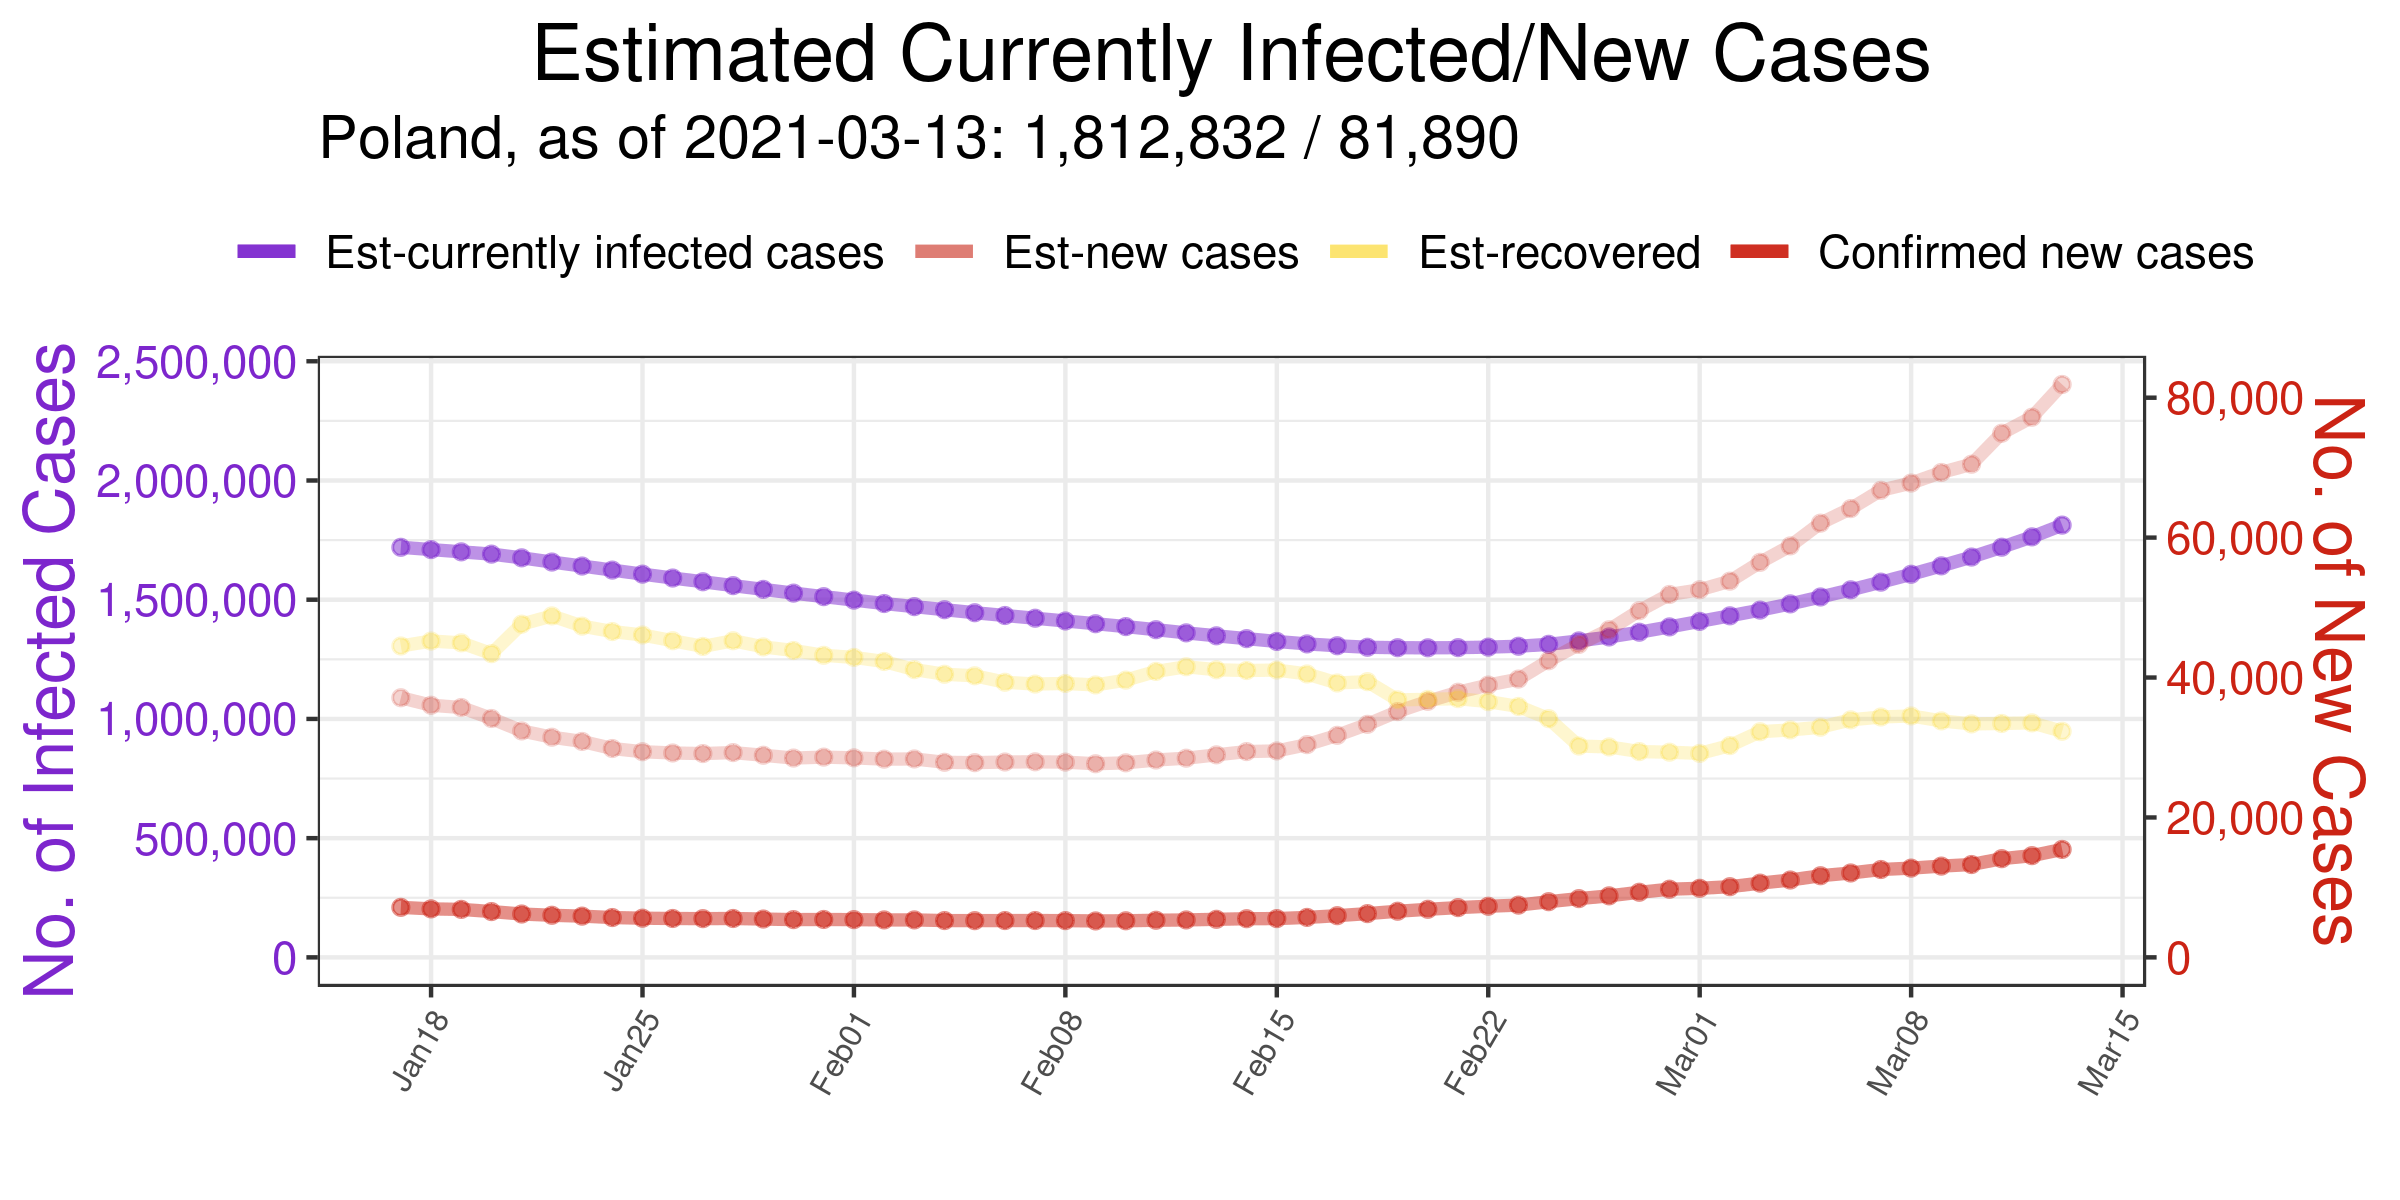 Estimated Currently Infected/New Cases
Poland, as of 2021-03-13: 1,812,832 / 81,890
Est-currently infected cases
Est-new cases
Est-recovered
Confirmed new cases
No. of Infected Cases
2,500,000
2,000,000
1,500,000
1,000,000
500,000
0
80,000
60,000
40,000
20,000
0
No. of New Cases
Jan18
Jan25
Feb01
Feb08
Feb15
Feb22
Mar01
Mar08
Mar15